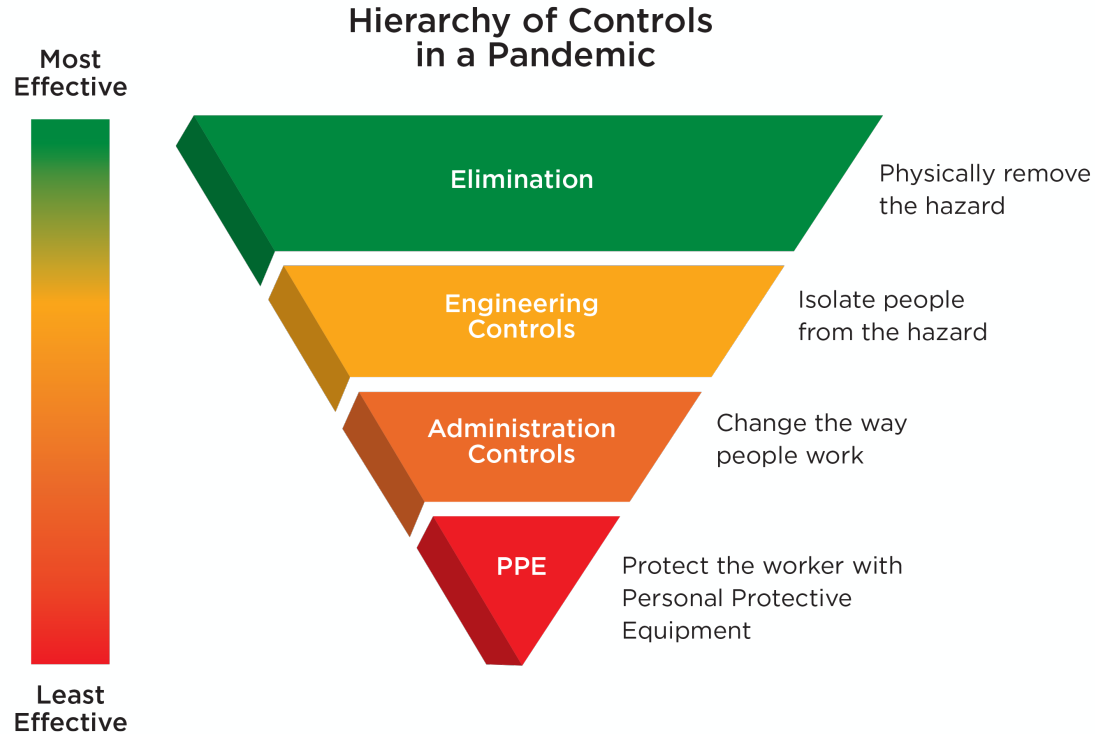 Hierarchy of Controls
in a Pandemic
Most
Effective
Elimination
Physically remove
the hazard
Engineering
Controls
Isolate people
from the hazard
Administration
Controls
Change the way
people work
PPE
Protect the worker with
Personal Protective
Equipment
Least
Effective